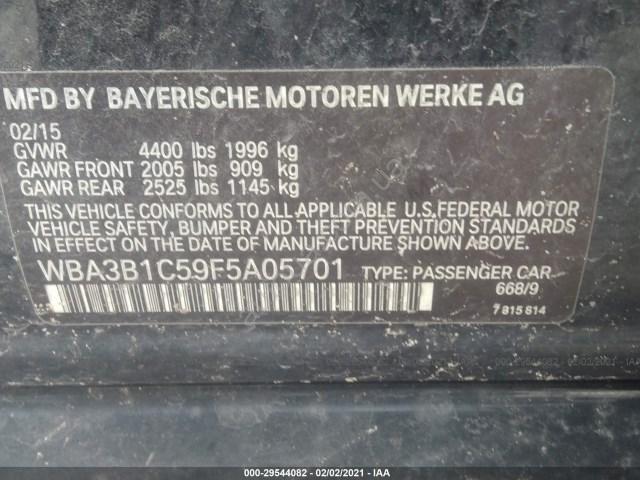 MFD BY BAYERISCHE MOTOREN WERKE AG
02/15
GVWR 4400 lbs 1996 kg
GAWR FRONT 2005 lbs 909 kg
GAWR REAR 2525 lbs 1145 kg
THIS VEHICLE CONFORMS TO ALL APPLICABLE U.S. FEDERAL MOTOR
VEHICLE SAFETY, BUMPER AND THEFT PREVENTION STANDARDS
IN EFFECT ON THE DATE OF MANUFACTURE SHOWN ABOVE.
WBA3B1C59F5A05701 TYPE: PASSENGER CAR
668/9
7 815 814
000-29544082 - 02/02/2021 - IAA